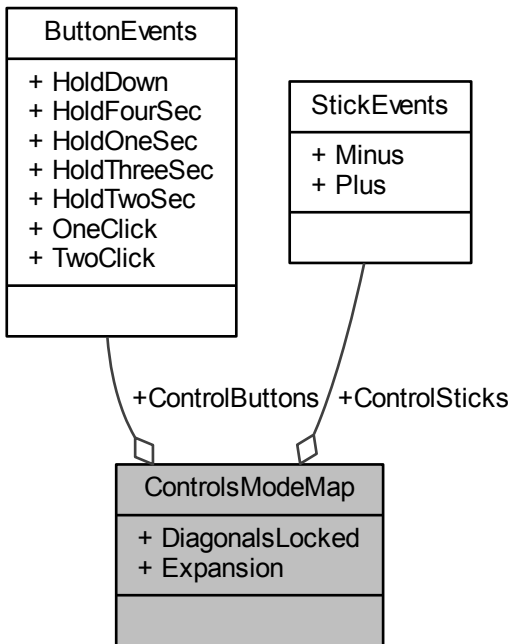 ButtonEvents
+ HoldDown
+ HoldFourSec
+ HoldOneSec
+ HoldThreeSec
+ HoldTwoSec
+ OneClick
+ TwoClick
StickEvents
+ Minus
+ Plus
+ControlButtons
+ControlSticks
ControlsModeMap
+ DiagonalsLocked
+ Expansion